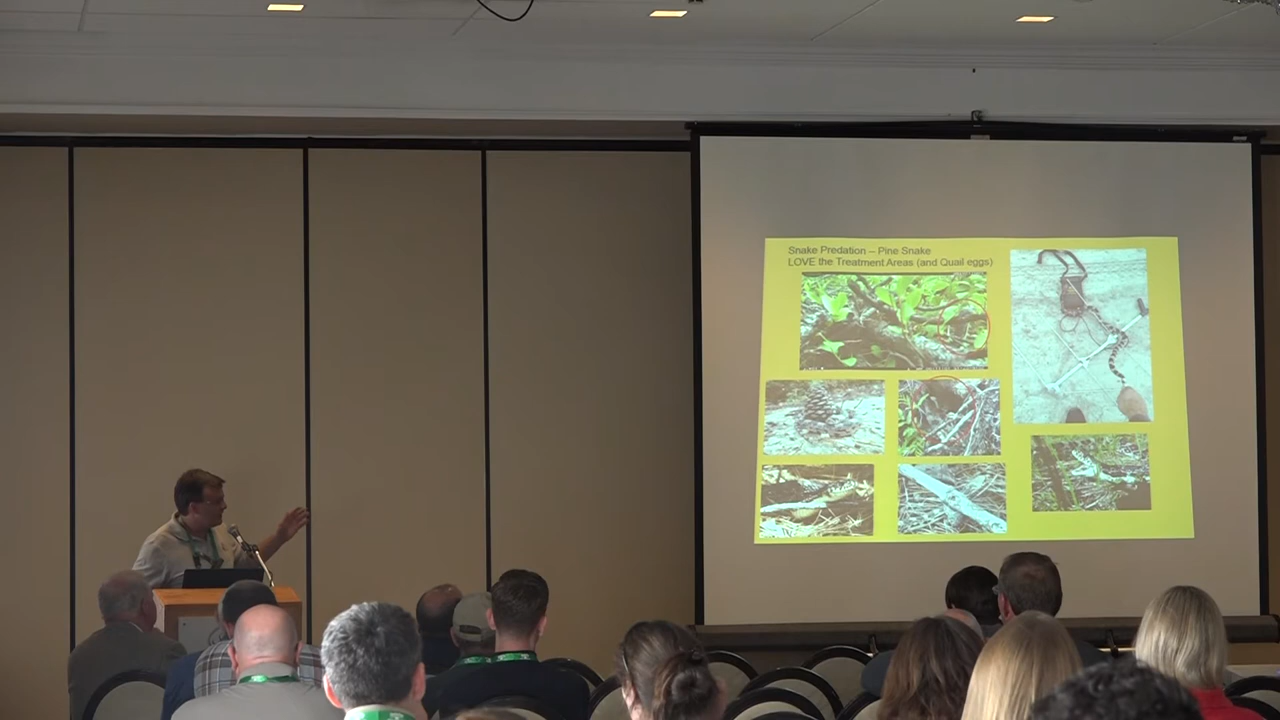 Snake Predation – Pine Snake
LOVE the Treatment Areas (and Quail eggs)